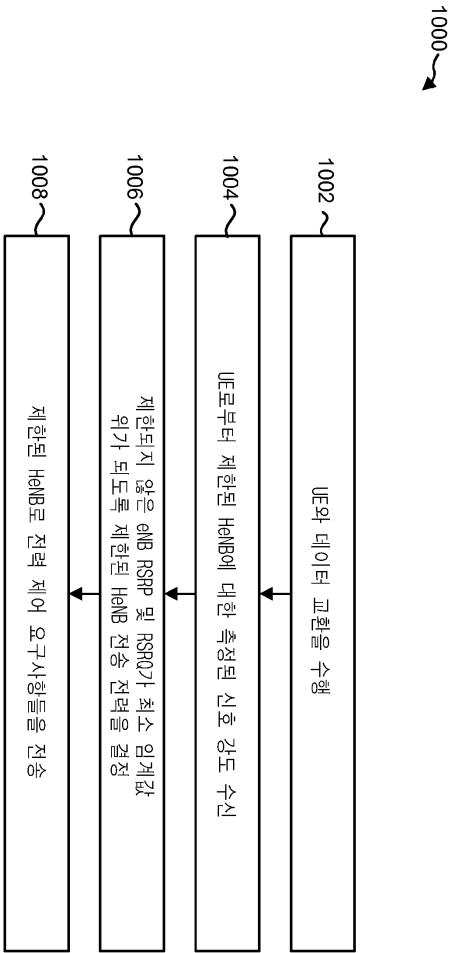 1000
1002
UE와 데이터 교환을 수행
1004
UE로부터 제한된 HeNB에 대한 측정된 신호 강도 수신
1006
제한되지 않은 eNB RSRP 및 RSRQ가 최소 임계값
위가 되도록 제한된 HeNB 전송 전력을 결정
1008
제한된 HeNB로 전력 제어 요구사항들을 전송